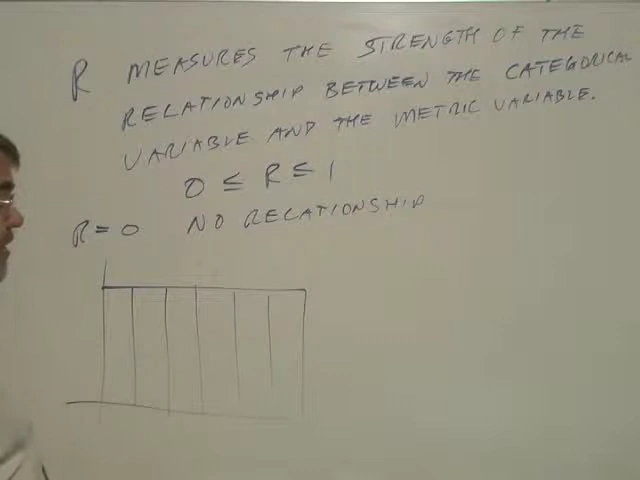 R MEASURES THE STRENGTH OF THE
RELATIONSHIP BETWEEN THE CATEGORICAL
VARIABLE AND THE METRIC VARIABLE.
0 ≤ R ≤ 1
R = 0 NO RELATIONSHIP